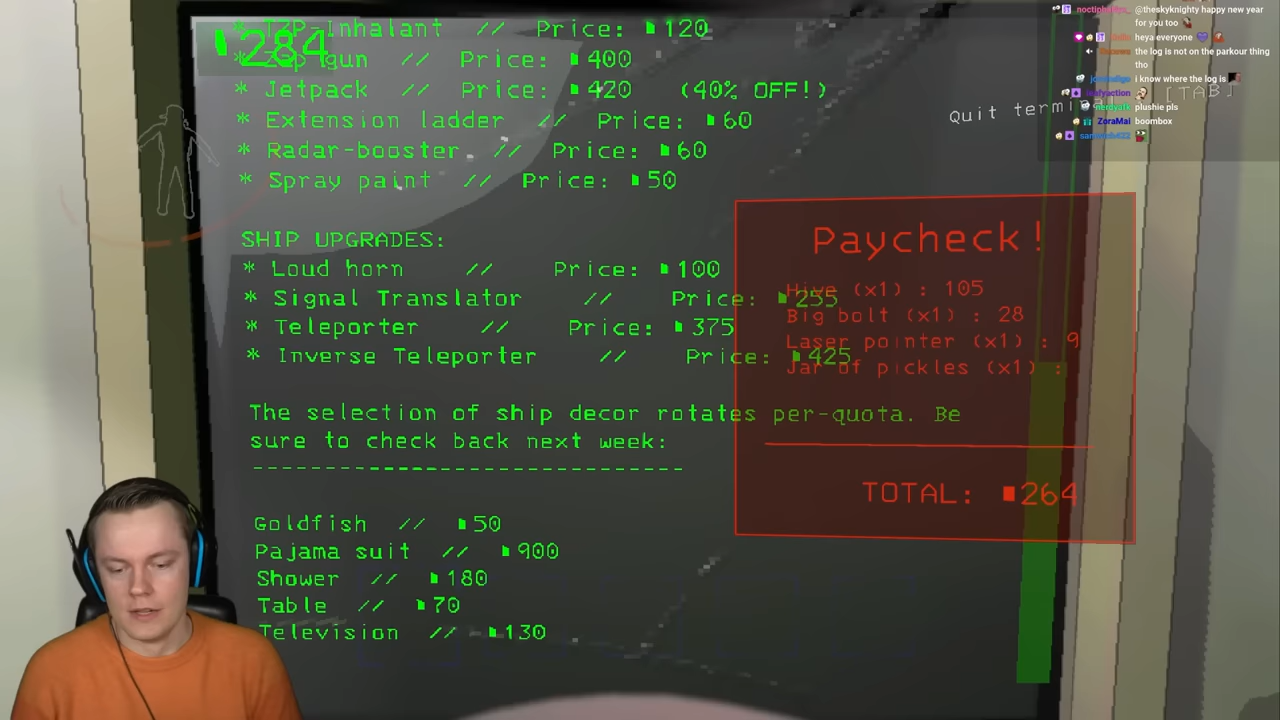 * TZP-Inhalant // Price: ▮120
▮284
* Zap gun // Price: ▮400
* Jetpack // Price: ▮420 (40% OFF!)
* Extension ladder // Price: ▮60
* Radar-booster // Price: ▮60
* Spray paint // Price: ▮50
SHIP UPGRADES:
* Loud horn // Price: ▮100
* Signal Translator // Price: ▮255
* Teleporter // Price: ▮375
* Inverse Teleporter // Price: ▮425
The selection of ship decor rotates per-quota. Be
sure to check back next week:
------------------------------
Goldfish // ▮50
Pajama suit // ▮900
Shower // ▮180
Table // ▮70
Television // ▮130
Quit terminal [TAB]
Paycheck!
Hive (x1) : 105
Big bolt (x1) : 28
Laser pointer (x1) : 9
Jar of pickles (x1) :
TOTAL: ▮264
@theskyknighty happy new year
for you too
heya everyone
the log is not on the parkour thing
tho
i know where the log is
plushie pls
ZoraMai boombox